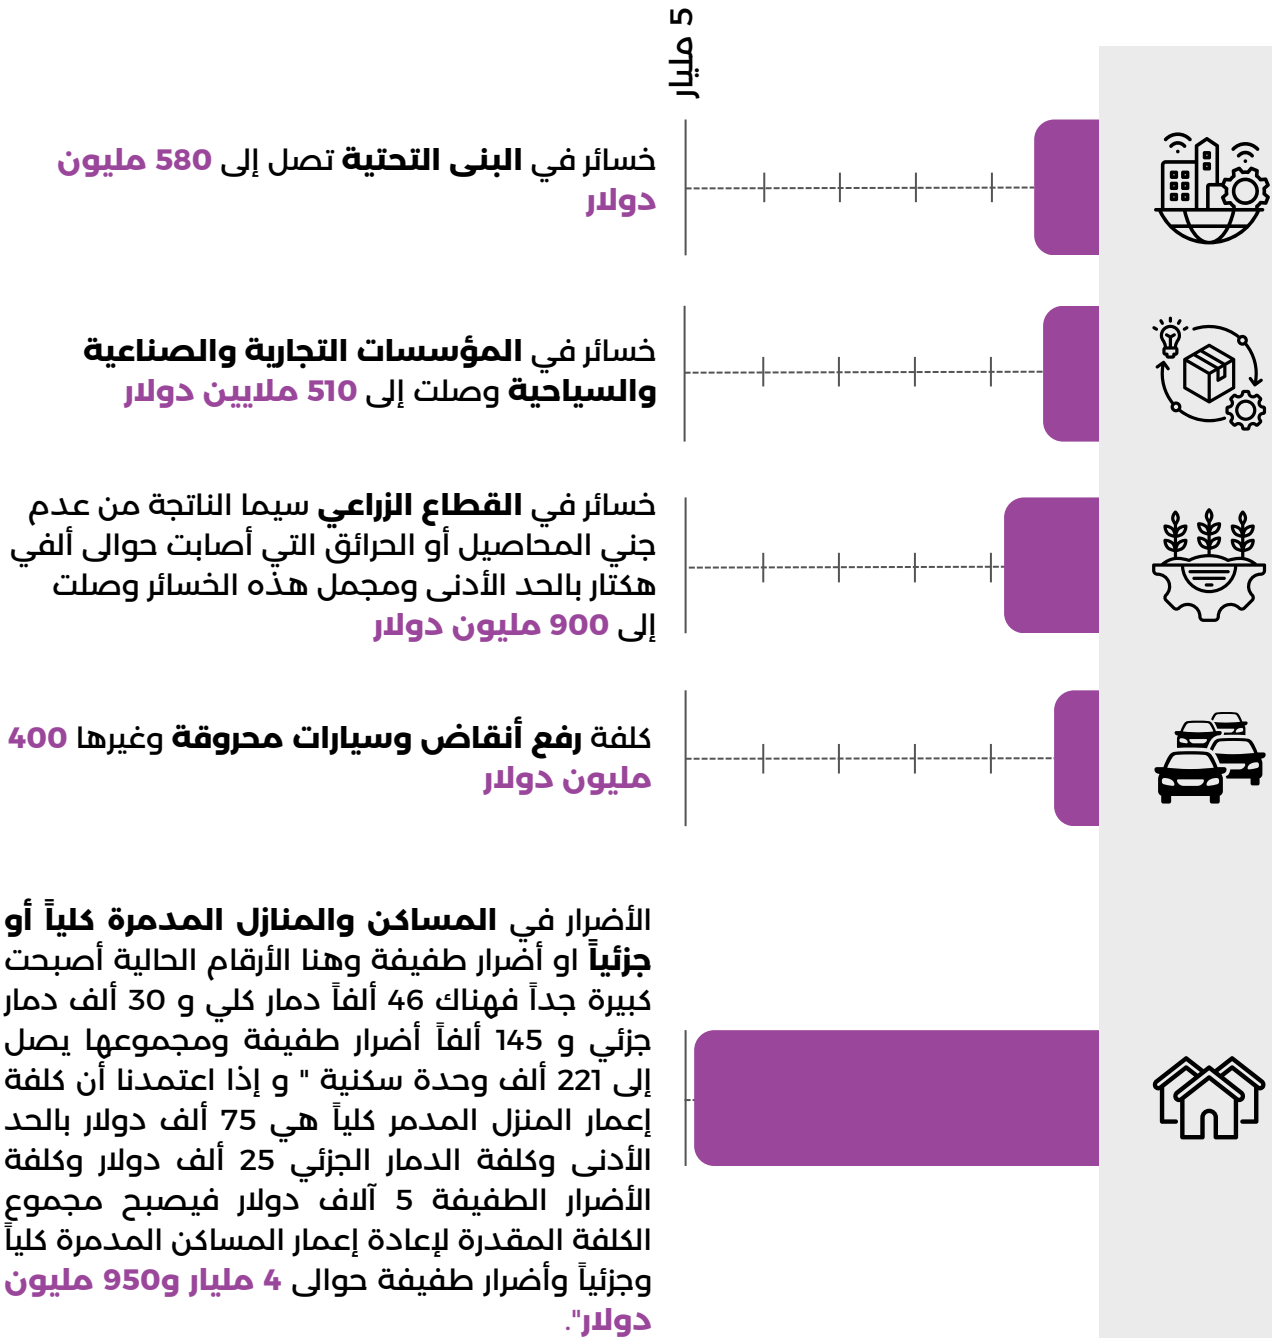 5 مليار
خسائر في البنى التحتية تصل إلى 580 مليون
دولار
خسائر في المؤسسات التجارية والصناعية
والسياحية وصلت إلى 510 ملايين دولار
خسائر في القطاع الزراعي سيما الناتجة من عدم
جني المحاصيل أو الحرائق التي أصابت حوالى ألفي
هكتار بالحد الأدنى ومجمل هذه الخسائر وصلت
إلى 900 مليون دولار
كلفة رفع أنقاض وسيارات محروقة وغيرها 400
مليون دولار
الأضرار في المساكن والمنازل المدمرة كلياً أو
جزئياً او أضرار طفيفة وهنا الأرقام الحالية أصبحت
كبيرة جداً فهناك 46 ألفاً دمار كلي و 30 ألف دمار
جزئي و 145 ألفاً أضرار طفيفة ومجموعها يصل
إلى 221 ألف وحدة سكنية " و إذا اعتمدنا أن كلفة
إعمار المنزل المدمر كلياً هي 75 ألف دولار بالحد
الأدنى وكلفة الدمار الجزئي 25 ألف دولار وكلفة
الأضرار الطفيفة 5 آلاف دولار فيصبح مجموع
الكلفة المقدرة لإعادة إعمار المساكن المدمرة كلياً
وجزئياً وأضرار طفيفة حوالى 4 مليار و950 مليون
دولار".